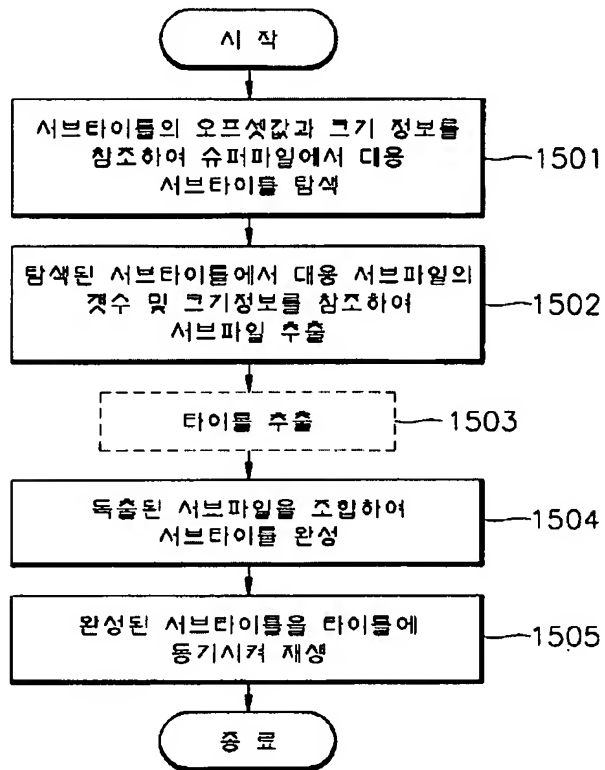 시 작
서브타이틀의 오프셋값과 크기 정보를
참조하여 슈퍼파일에서 대응
서브타이틀 탐색
1501
탐색된 서브타이틀에서 대응 서브파일의
갯수 및 크기정보를 참조하여
서브파일 추출
1502
타이틀 추출
1503
독출된 서브파일을 조합하여
서브타이틀 완성
1504
완성된 서브타이틀을 타이틀에
동기시켜 재생
1505
종 료